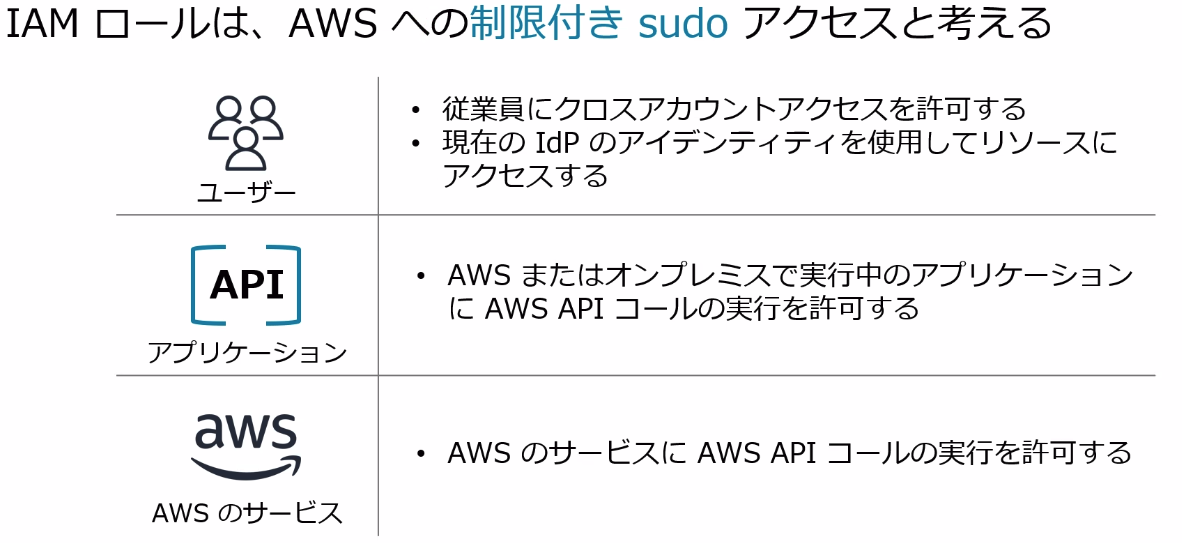 IAM ロールは、AWS への制限付き sudo アクセスと考える
• 従業員にクロスアカウントアクセスを許可する
• 現在の IdP のアイデンティティを使用してリソースに
アクセスする
ユーザー
API
• AWS またはオンプレミスで実行中のアプリケーション
に AWS API コールの実行を許可する
アプリケーション
aws
• AWS のサービスに AWS API コールの実行を許可する
AWS のサービス